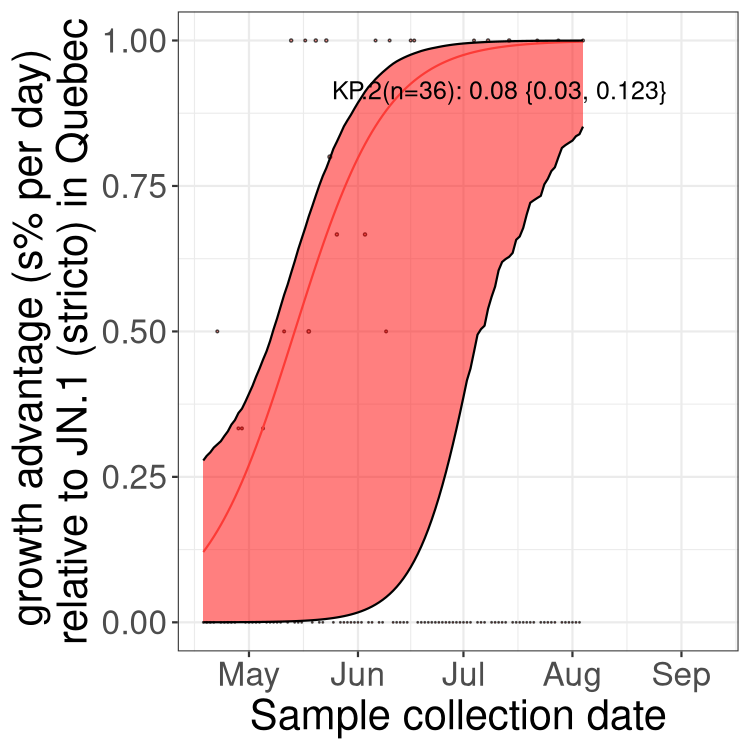 growth advantage (s% per day)
relative to JN.1 (stricto) in Quebec
1.00
0.75
0.50
0.25
0.00
KP.2(n=36): 0.08 {0.03, 0.123}
May Jun Jul Aug Sep
Sample collection date